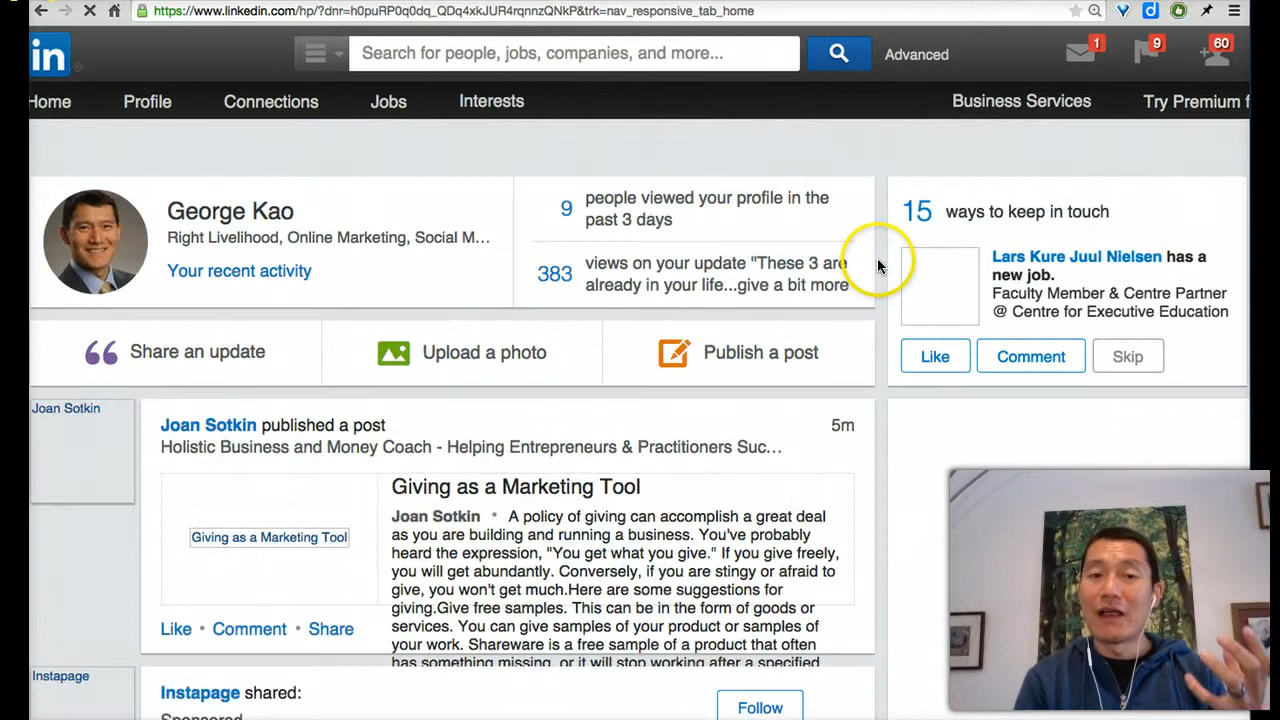 https://www.linkedin.com/hp/?dnr=h0puRP0q0dq_QDq4xkJUR4rqnnzQNkP&trk=nav_responsive_tab_home
in
Search for people, jobs, companies, and more...
Advanced
1
9
60
Home
Profile
Connections
Jobs
Interests
Business Services
Try Premium f
George Kao
Right Livelihood, Online Marketing, Social M...
Your recent activity
9 people viewed your profile in the
past 3 days
383 views on your update "These 3 are
already in your life...give a bit more
15 ways to keep in touch
Lars Kure Juul Nielsen has a
new job.
Faculty Member & Centre Partner
@ Centre for Executive Education
Like
Comment
Skip
Share an update
Upload a photo
Publish a post
Joan Sotkin
Joan Sotkin published a post
5m
Holistic Business and Money Coach - Helping Entrepreneurs & Practitioners Suc...
Giving as a Marketing Tool
Giving as a Marketing Tool
Joan Sotkin • A policy of giving can accomplish a great deal
as you are building and running a business. You've probably
heard the expression, "You get what you give." If you give freely,
you will get abundantly. Conversely, if you are stingy or afraid to
give, you won't get much.Here are some suggestions for
giving.Give free samples. This can be in the form of goods or
services. You can give samples of your product or samples of
your work. Shareware is a free sample of a product that often
has something missing, or it will stop working after a specified
Like • Comment • Share
Instapage
Instapage shared:
Sponsored
Follow